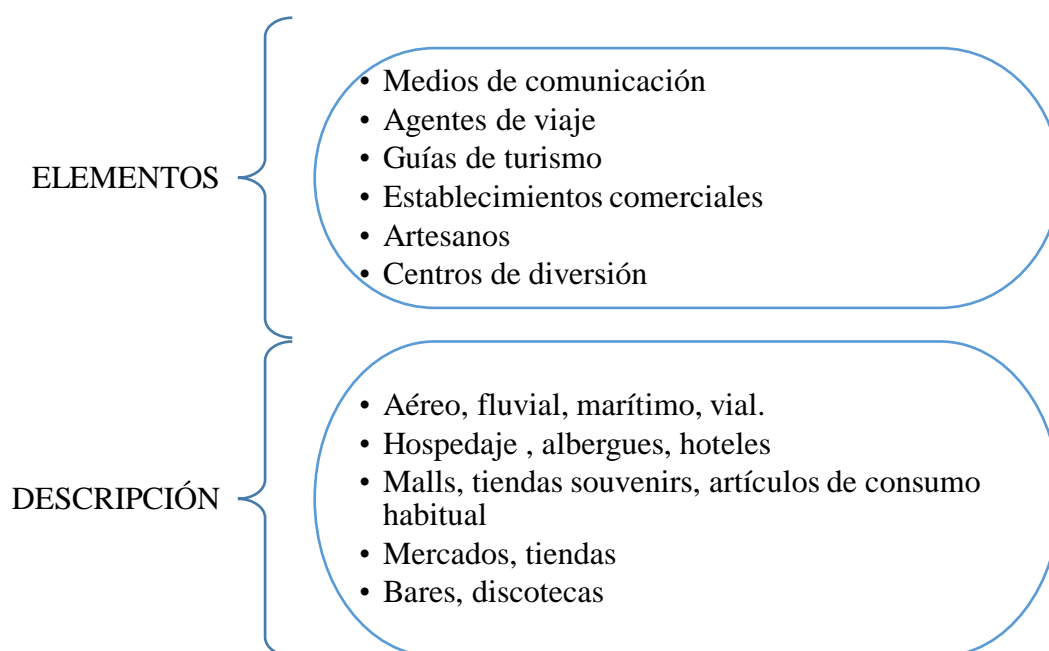 ELEMENTOS
• Medios de comunicación
• Agentes de viaje
• Guías de turismo
• Establecimientos comerciales
• Artesanos
• Centros de diversión
DESCRIPCIÓN
• Aéreo, fluvial, marítimo, vial.
• Hospedaje , albergues, hoteles
• Malls, tiendas souvenirs, artículos de consumo
habitual
• Mercados, tiendas
• Bares, discotecas